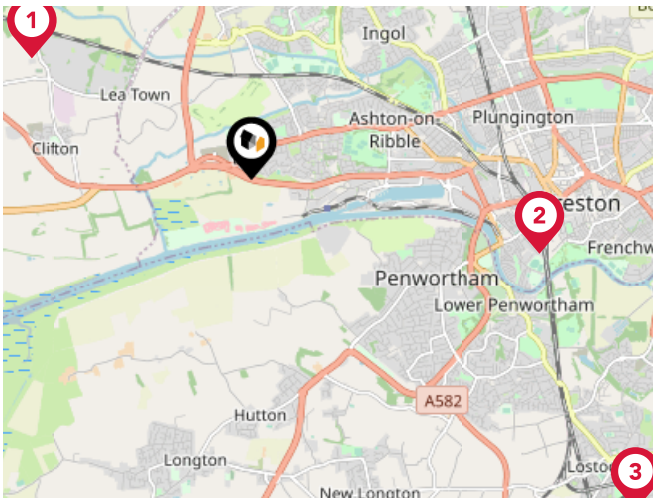 1
Ingol
Lea Town
Ashton-on-
Ribble
Plungington
Clifton
2
reston
Frenchw
Penwortham
Lower Penwortham
A582
Hutton
Longton
Losto
3
New Longton